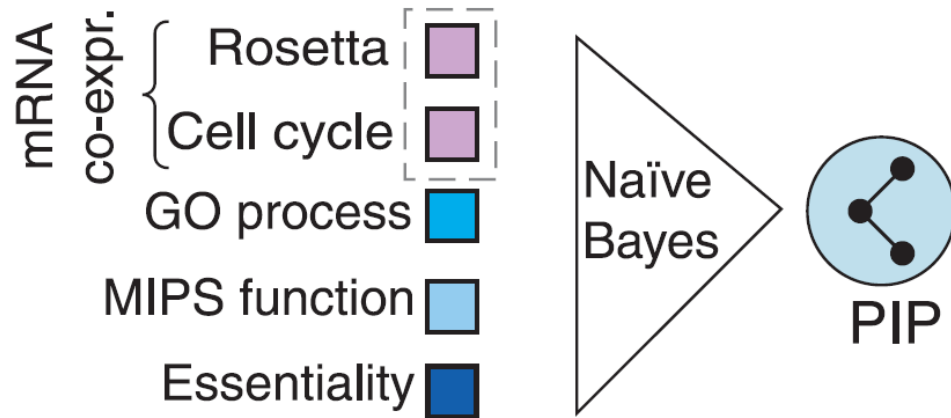 mRNA
co-expr.
Rosetta
Cell cycle
GO process
MIPS function
Essentiality
Naïve
Bayes
PIP